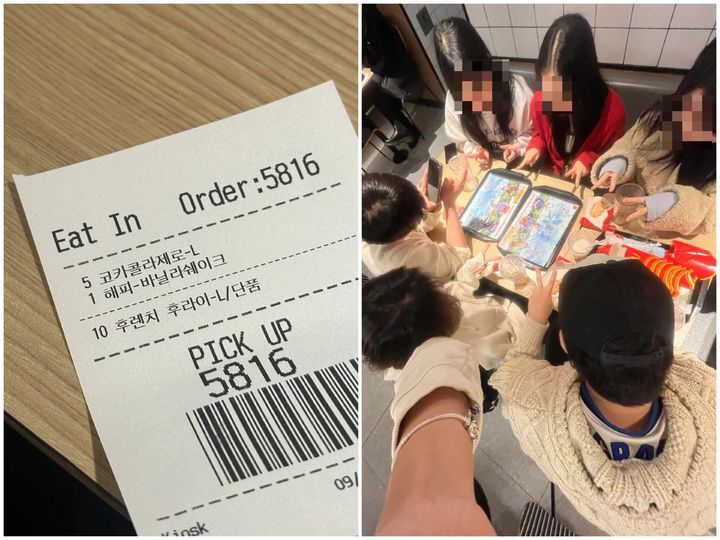 Eat In Order:5816
5 코카콜라제로-L
1 해피-바닐라쉐이크
10 후렌치 후라이-L/단품
PICK UP
5816
09/
Kiosk